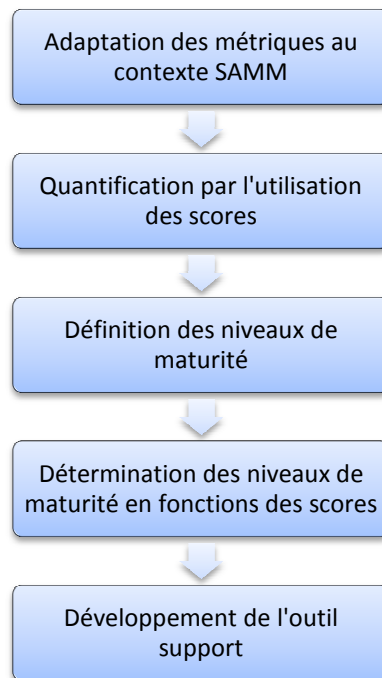 Adaptation des métriques au
contexte SAMM
Quantification par l'utilisation
des scores
Définition des niveaux de
maturité
Détermination des niveaux de
maturité en fonctions des scores
Développement de l'outil
support